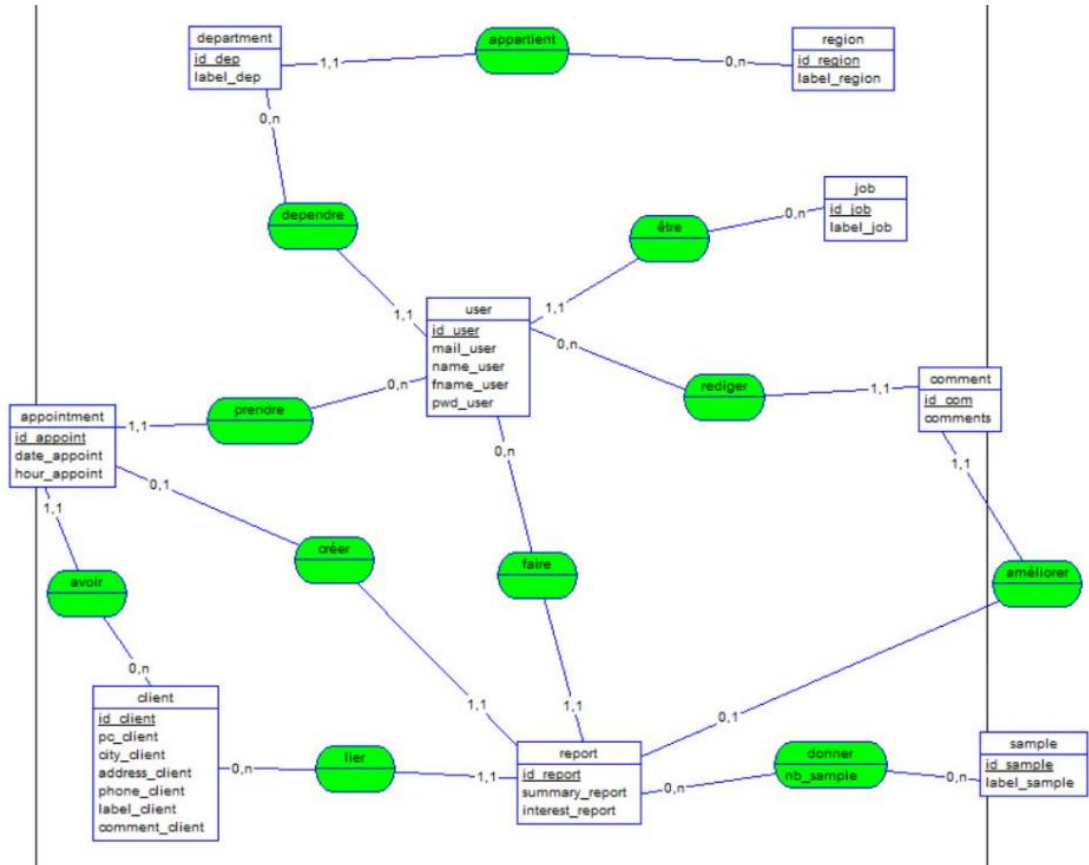 department
id_dep
label_dep
1,1
appartient
0,n
region
id_region
label_region
0,n
dependre
1,1
job
id_job
label_job
0,n
être
1,1
user
id_user
mail_user
name_user
fname_user
pwd_user
0,n
rediger
1,1
comment
id_com
comments
0,n
prendre
1,1
appointment
id_appoint
date_appoint
hour_appoint
1,1
0,1
0,n
1,1
avoir
créer
faire
améliorer
0,n
1,1
1,1
0,1
client
id_client
pc_client
city_client
address_client
phone_client
label_client
comment_client
0,n
lier
1,1
report
id_report
summary_report
interest_report
0,n
donner
nb_sample
0,n
sample
id_sample
label_sample